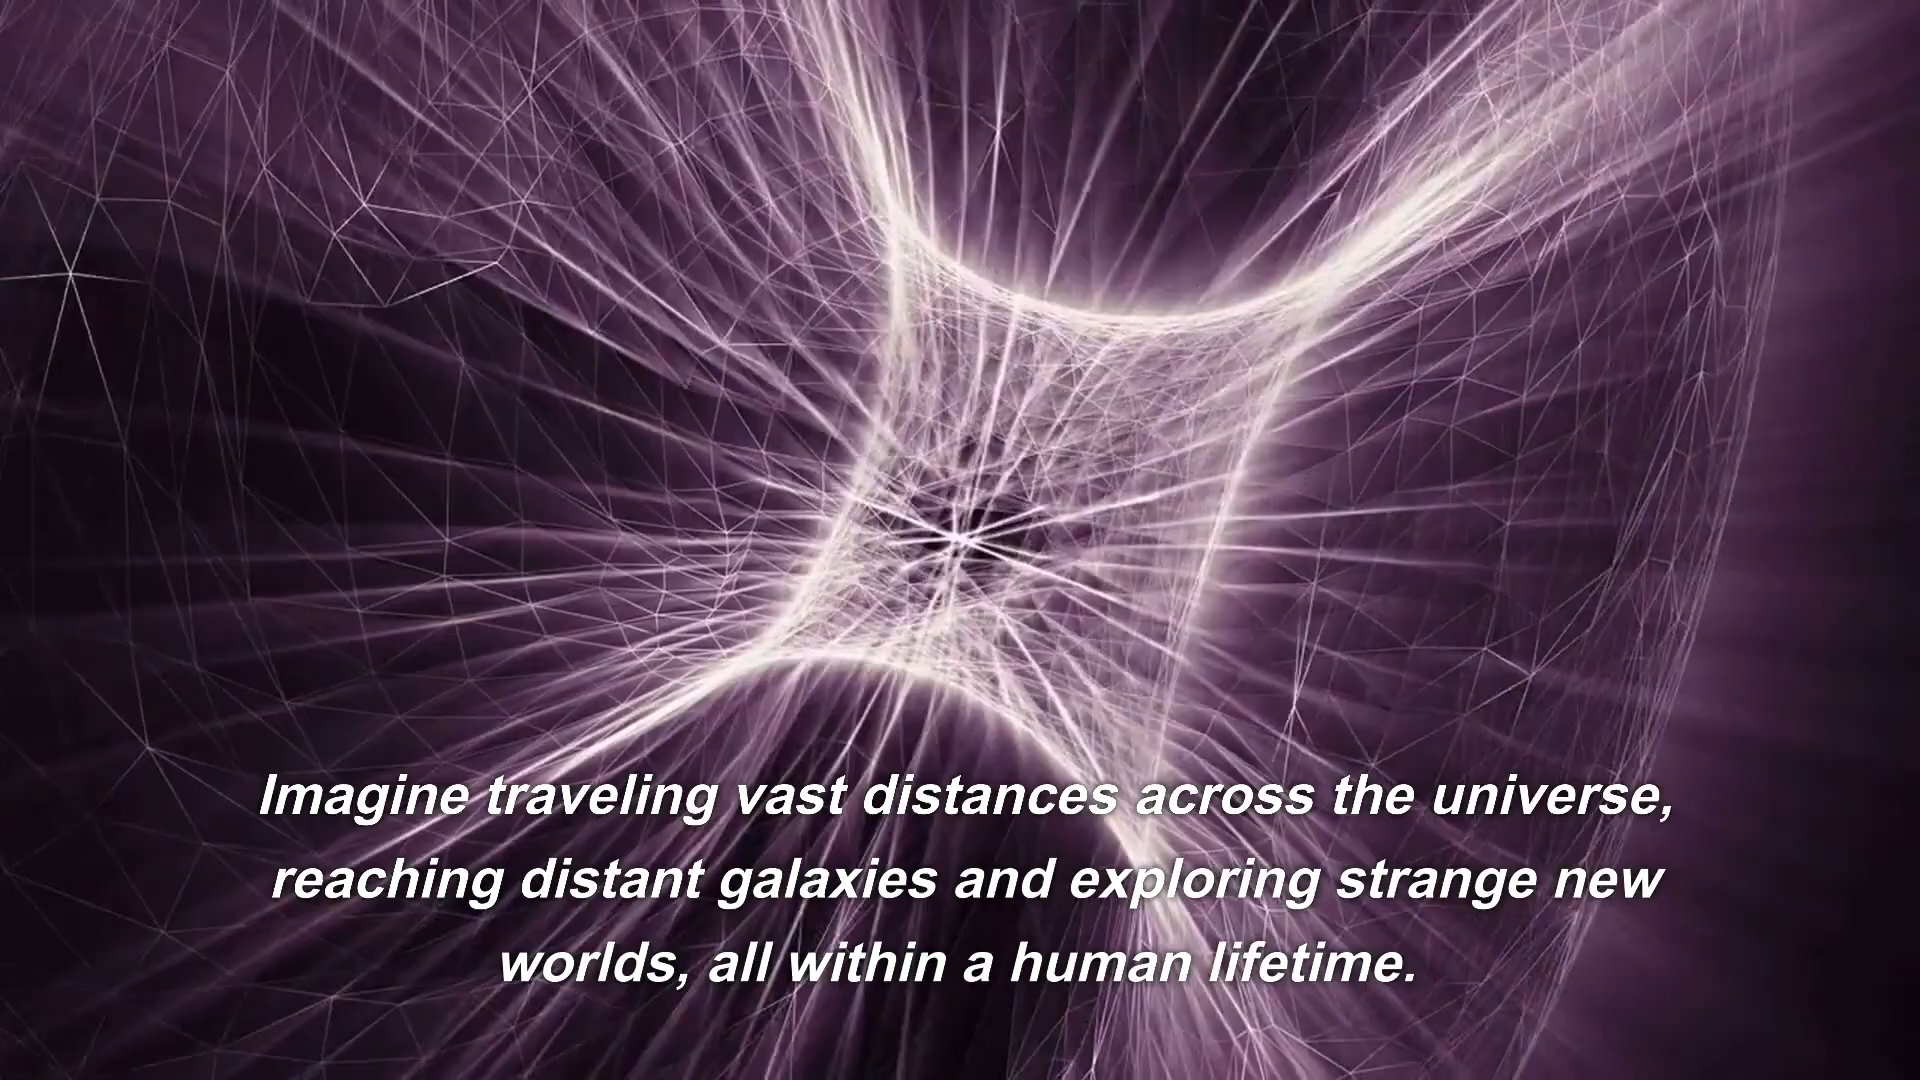 Imagine traveling vast distances across the universe,
reaching distant galaxies and exploring strange new
worlds, all within a human lifetime.